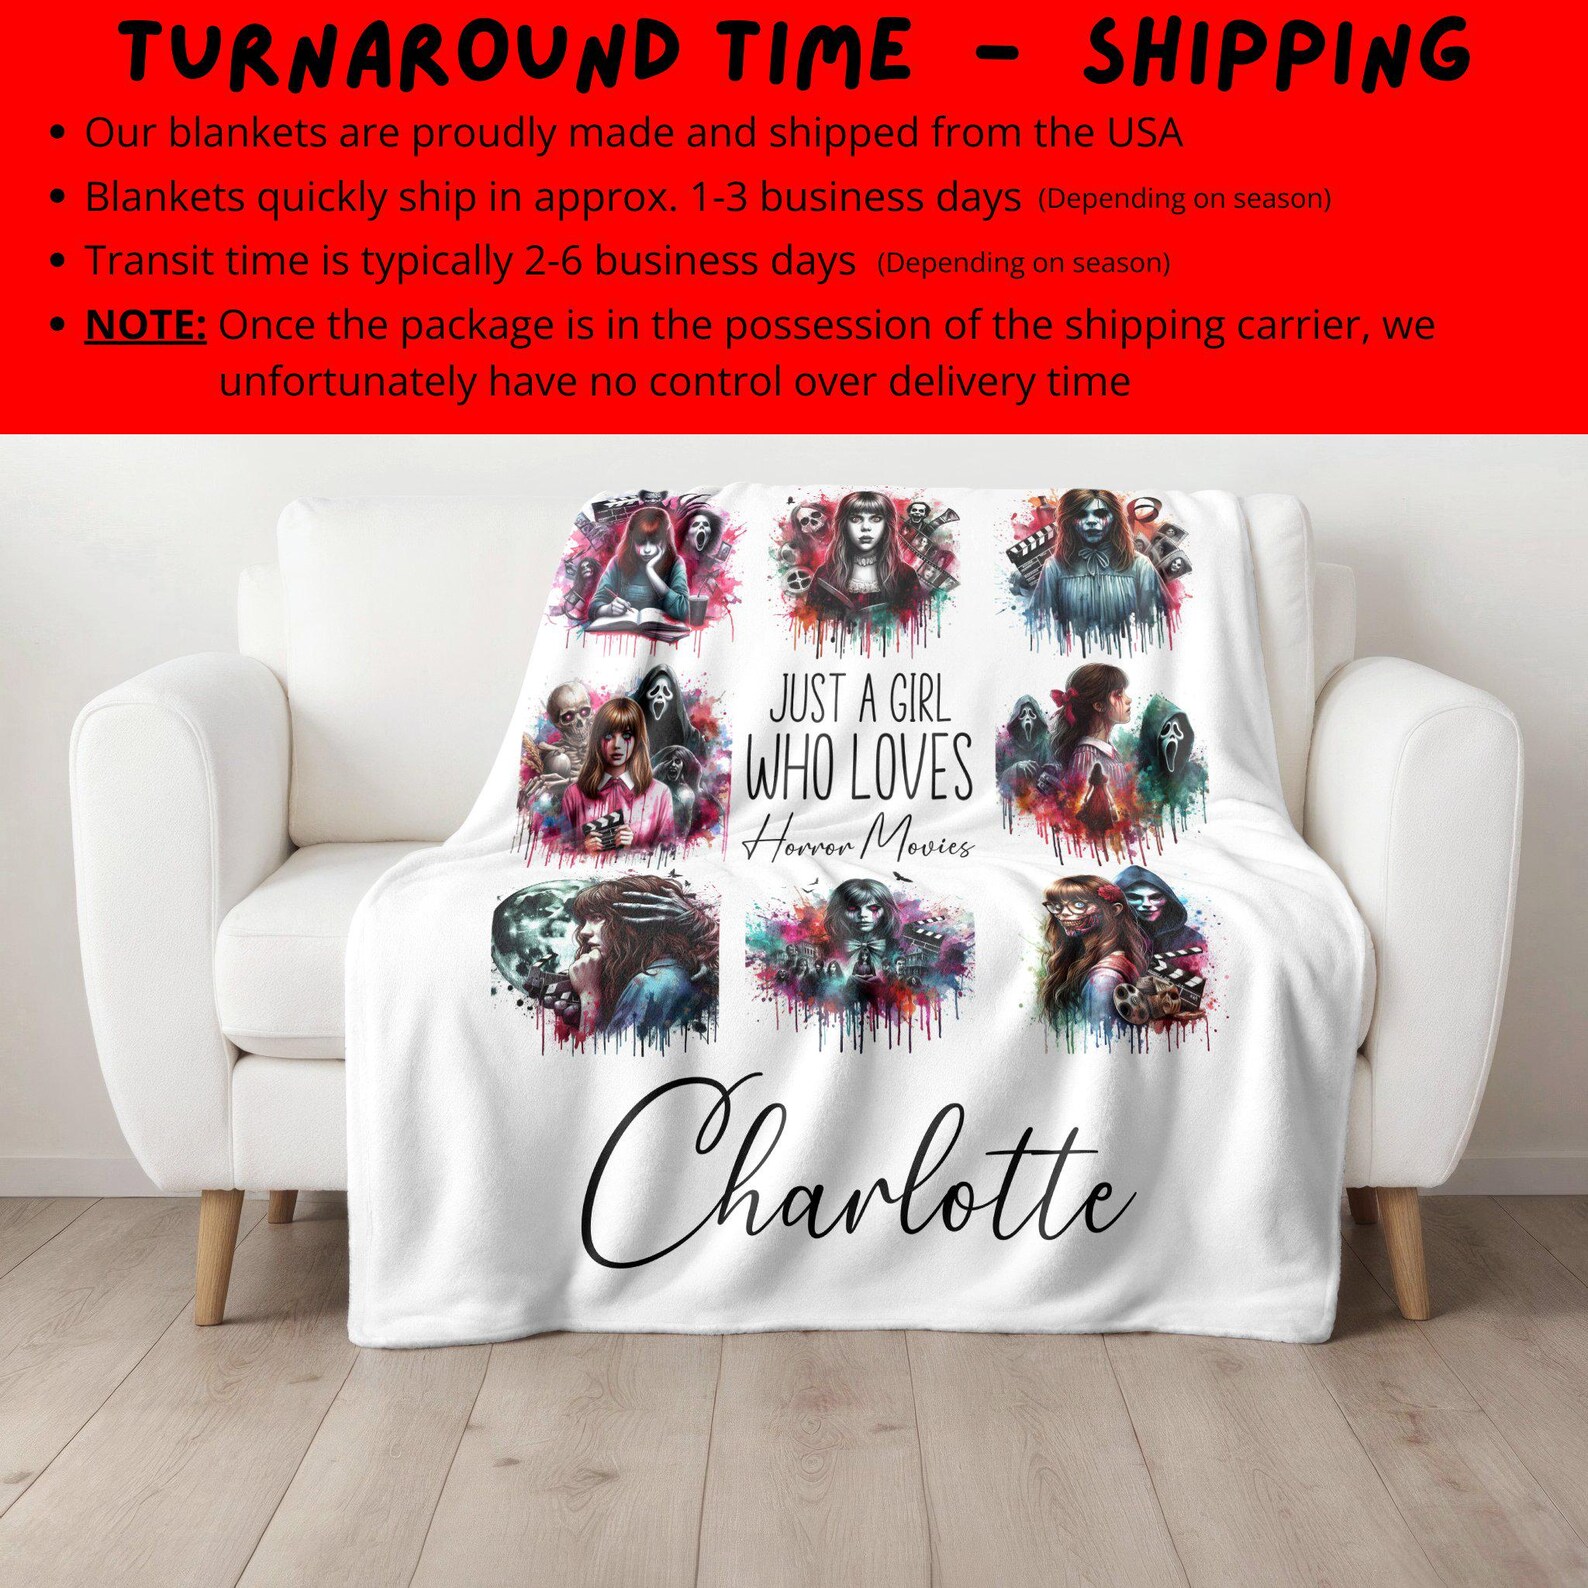 TURNAROUND TIME - SHIPPING
• Our blankets are proudly made and shipped from the USA
• Blankets quickly ship in approx. 1-3 business days (Depending on season)
• Transit time is typically 2-6 business days (Depending on season)
• NOTE: Once the package is in the possession of the shipping carrier, we
unfortunately have no control over delivery time
JUST A GIRL
WHO LOVES
Horror Movies
Charlotte